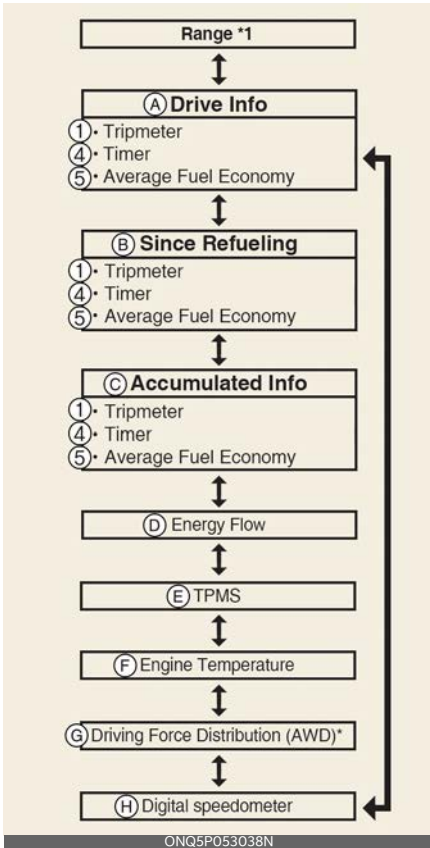 Range *1
Ⓐ Drive Info
①• Tripmeter
④• Timer
⑤• Average Fuel Economy
Ⓑ Since Refueling
①• Tripmeter
④• Timer
⑤• Average Fuel Economy
Ⓒ Accumulated Info
①• Tripmeter
④• Timer
⑤• Average Fuel Economy
Ⓓ Energy Flow
Ⓔ TPMS
Ⓕ Engine Temperature
Ⓖ Driving Force Distribution (AWD)*
Ⓗ Digital speedometer
ONQ5P053038N